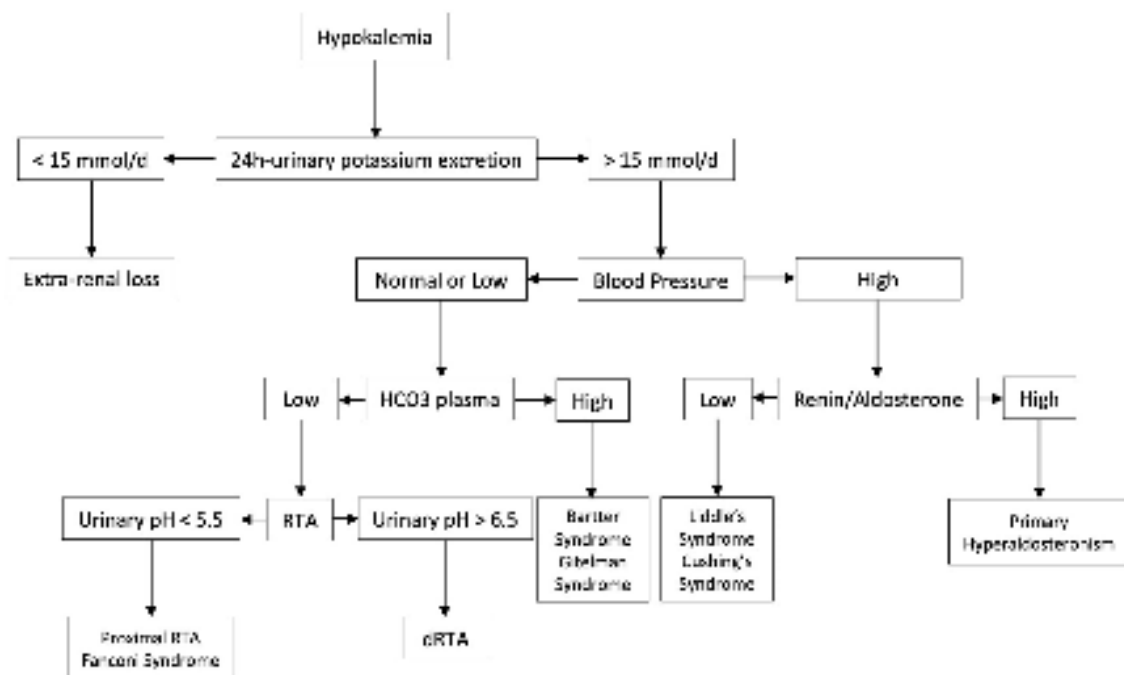 Hypokalemia
< 15 mmol/d
24h-urinary potassium excretion
> 15 mmol/d
Extra-renal loss
Normal or Low
Blood Pressure
High
Low
HCO3 plasma
High
Low
Renin/Aldosterone
High
Urinary pH < 5.5
RTA
Urinary pH > 6.5
Bartter
Syndrome
Gitelman
Syndrome
Liddle's
Syndrome
Cushing's
Syndrome
Primary
Hyperaldosteronism
Proximal RTA
Fanconi Syndrome
dRTA